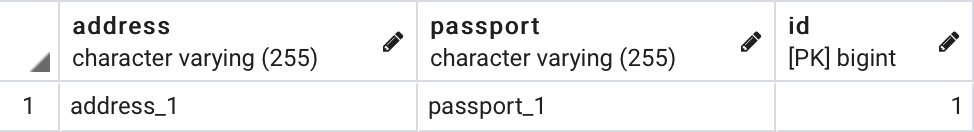 address passport id
character varying (255) character varying (255) [PK] bigint
1 address_1 passport_1 1